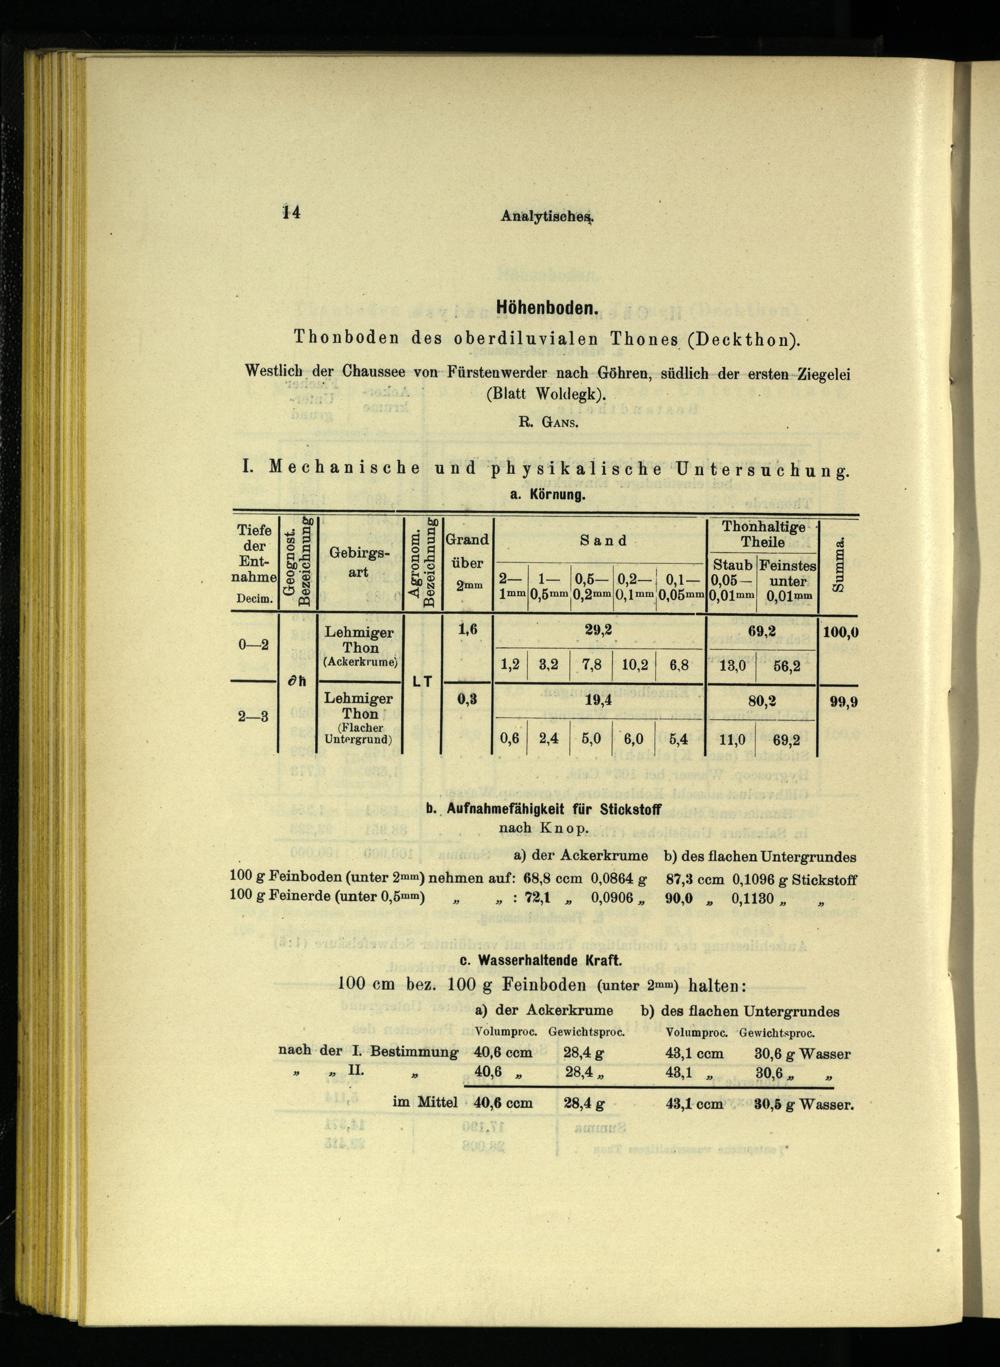 14
Analytisches.
Höhenboden.
Thonboden des oberdiluvialen Thones (Deckthon).
Westlich der Chaussee von Fürstenwerder nach Göhren, südlich der ersten Ziegelei
(Blatt Woldegk).
R. GANS.
I. Mechanische und physikalische Untersuchung.
a. Körnung.
Tiefe der Entnahme Decim. | Geognost. Bezeichnung | Gebirgsart | Agronom. Bezeichnung | Grand über 2mm | Sand | Thonhaltige Theile | Summa.
2—1mm | 1—0,5mm | 0,5—0,2mm | 0,2—0,1mm | 0,1—0,05mm | Staub 0,05—0,01mm | Feinstes unter 0,01mm
0—2 | Lehmiger Thon (Ackerkrume) | 1,6 | 29,2 | 69,2 | 100,0
1,2 | 3,2 | 7,8 | 10,2 | 6,8 | 13,0 | 56,2
∂h | LT
2—3 | Lehmiger Thon (Flacher Untergrund) | 0,3 | 19,4 | 80,2 | 99,9
0,6 | 2,4 | 5,0 | 6,0 | 5,4 | 11,0 | 69,2
b. Aufnahmefähigkeit für Stickstoff
nach Knop.
a) der Ackerkrume b) des flachen Untergrundes
100 g Feinboden (unter 2mm) nehmen auf: 68,8 ccm 0,0864 g 87,3 ccm 0,1096 g Stickstoff
100 g Feinerde (unter 0,5mm) „ „ : 72,1 „ 0,0906 „ 90,0 „ 0,1130 „ „
c. Wasserhaltende Kraft.
100 cm bez. 100 g Feinboden (unter 2mm) halten:
a) der Ackerkrume b) des flachen Untergrundes
Volumproc. Gewichtsproc. Volumproc. Gewichtsproc.
nach der I. Bestimmung 40,6 ccm 28,4 g 43,1 ccm 30,6 g Wasser
„ „ II. „ 40,6 „ 28,4 „ 43,1 „ 30,6 „ „
im Mittel 40,6 ccm 28,4 g 43,1 ccm 30,5 g Wasser.